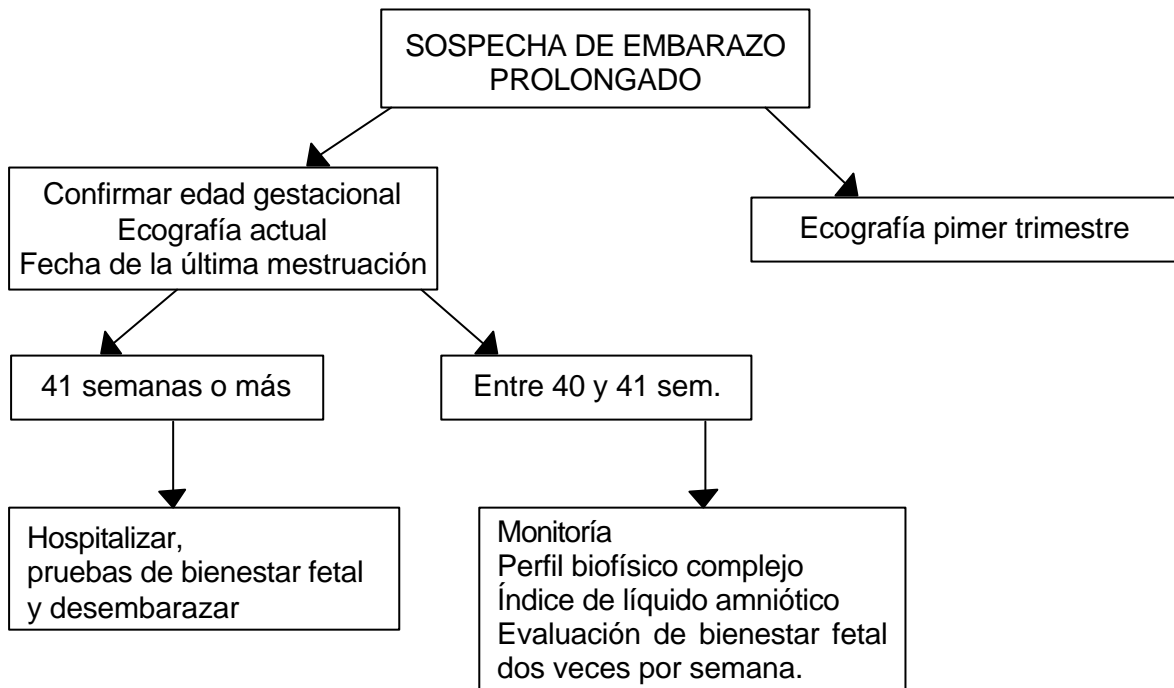 SOSPECHA DE EMBARAZO
PROLONGADO
Confirmar edad gestacional
Ecografía actual
Fecha de la última mestruación
Ecografía pimer trimestre
41 semanas o más
Entre 40 y 41 sem.
Hospitalizar,
pruebas de bienestar fetal
y desembarazar
Monitoría
Perfil biofísico complejo
Índice de líquido amniótico
Evaluación de bienestar fetal
dos veces por semana.